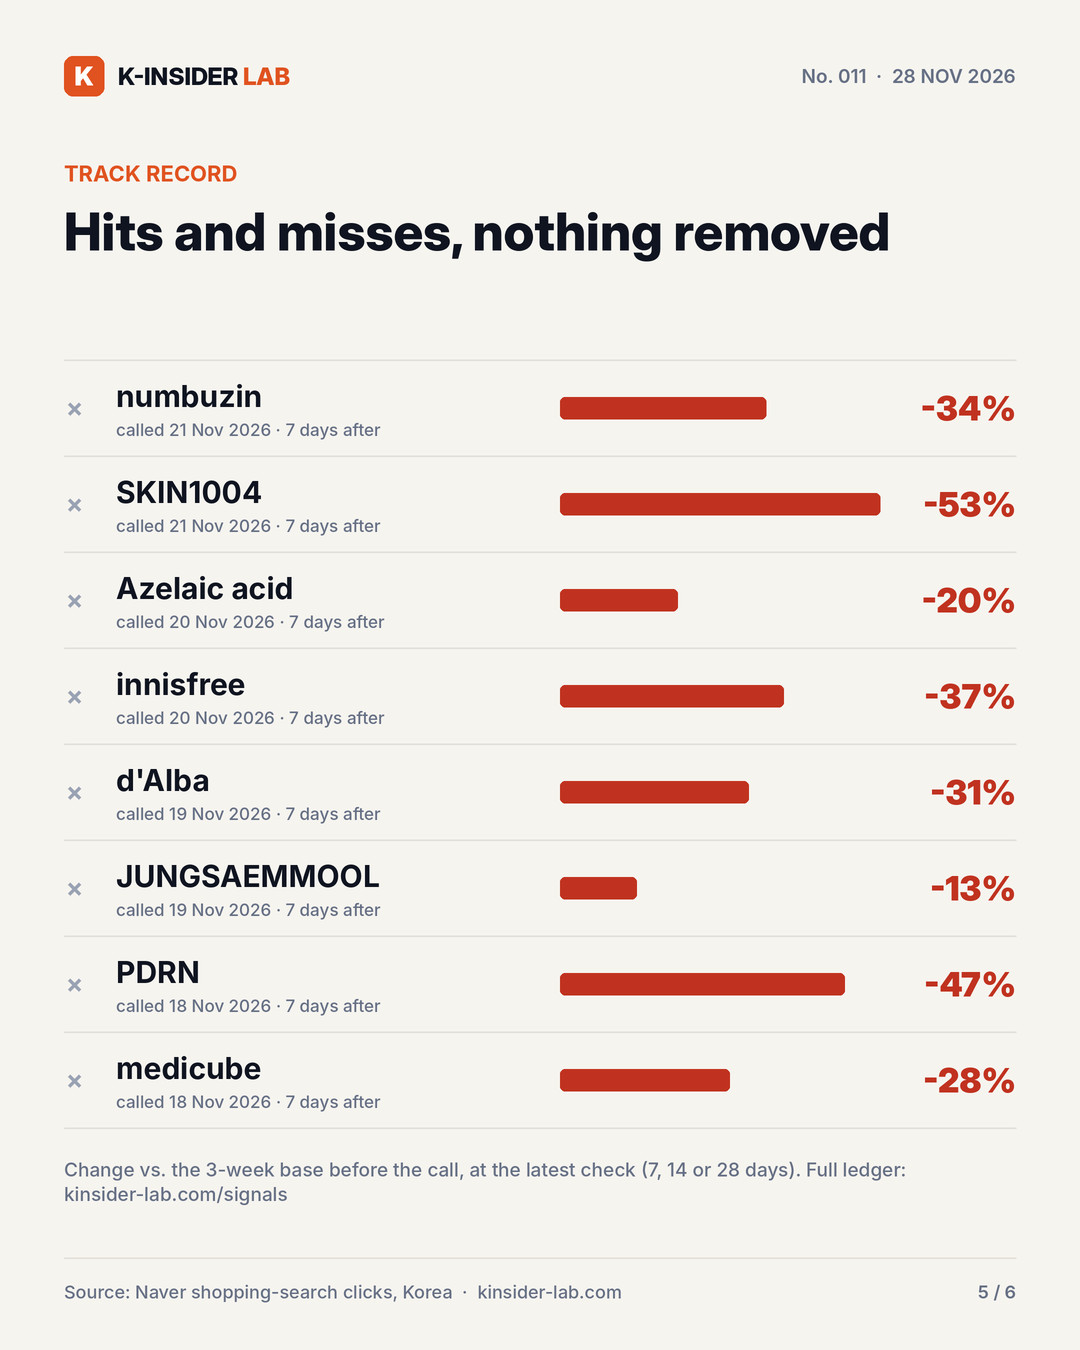 K K-INSIDER LAB
No. 011 · 28 NOV 2026
TRACK RECORD
Hits and misses, nothing removed
× numbuzin -34%
called 21 Nov 2026 · 7 days after
× SKIN1004 -53%
called 21 Nov 2026 · 7 days after
× Azelaic acid -20%
called 20 Nov 2026 · 7 days after
× innisfree -37%
called 20 Nov 2026 · 7 days after
× d'Alba -31%
called 19 Nov 2026 · 7 days after
× JUNGSAEMMOOL -13%
called 19 Nov 2026 · 7 days after
× PDRN -47%
called 18 Nov 2026 · 7 days after
× medicube -28%
called 18 Nov 2026 · 7 days after
Change vs. the 3-week base before the call, at the latest check (7, 14 or 28 days). Full ledger:
kinsider-lab.com/signals
Source: Naver shopping-search clicks, Korea · kinsider-lab.com
5 / 6